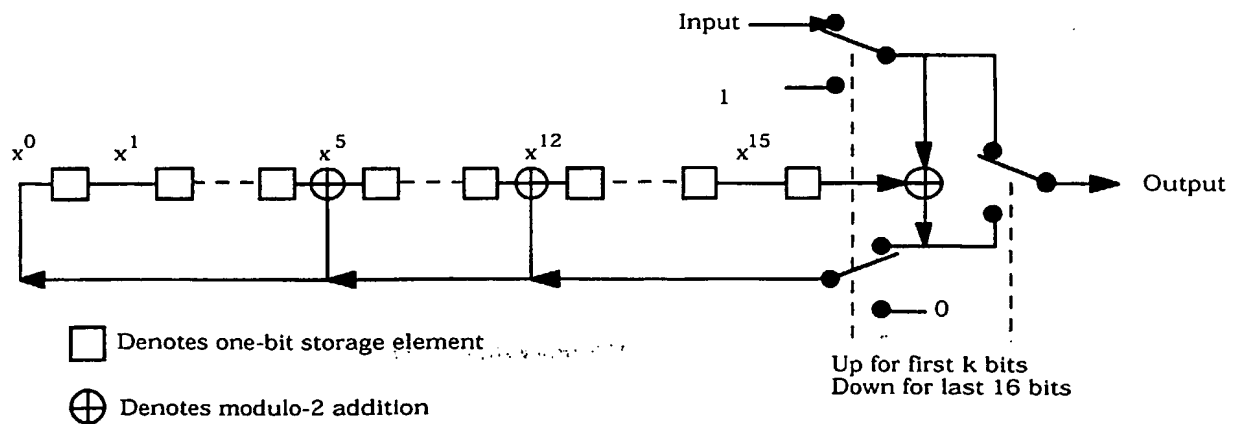 Input
1
x^0 x^1 x^5 x^12 x^15
Output
0
Denotes one-bit storage element
Up for first k bits
Down for last 16 bits
Denotes modulo-2 addition